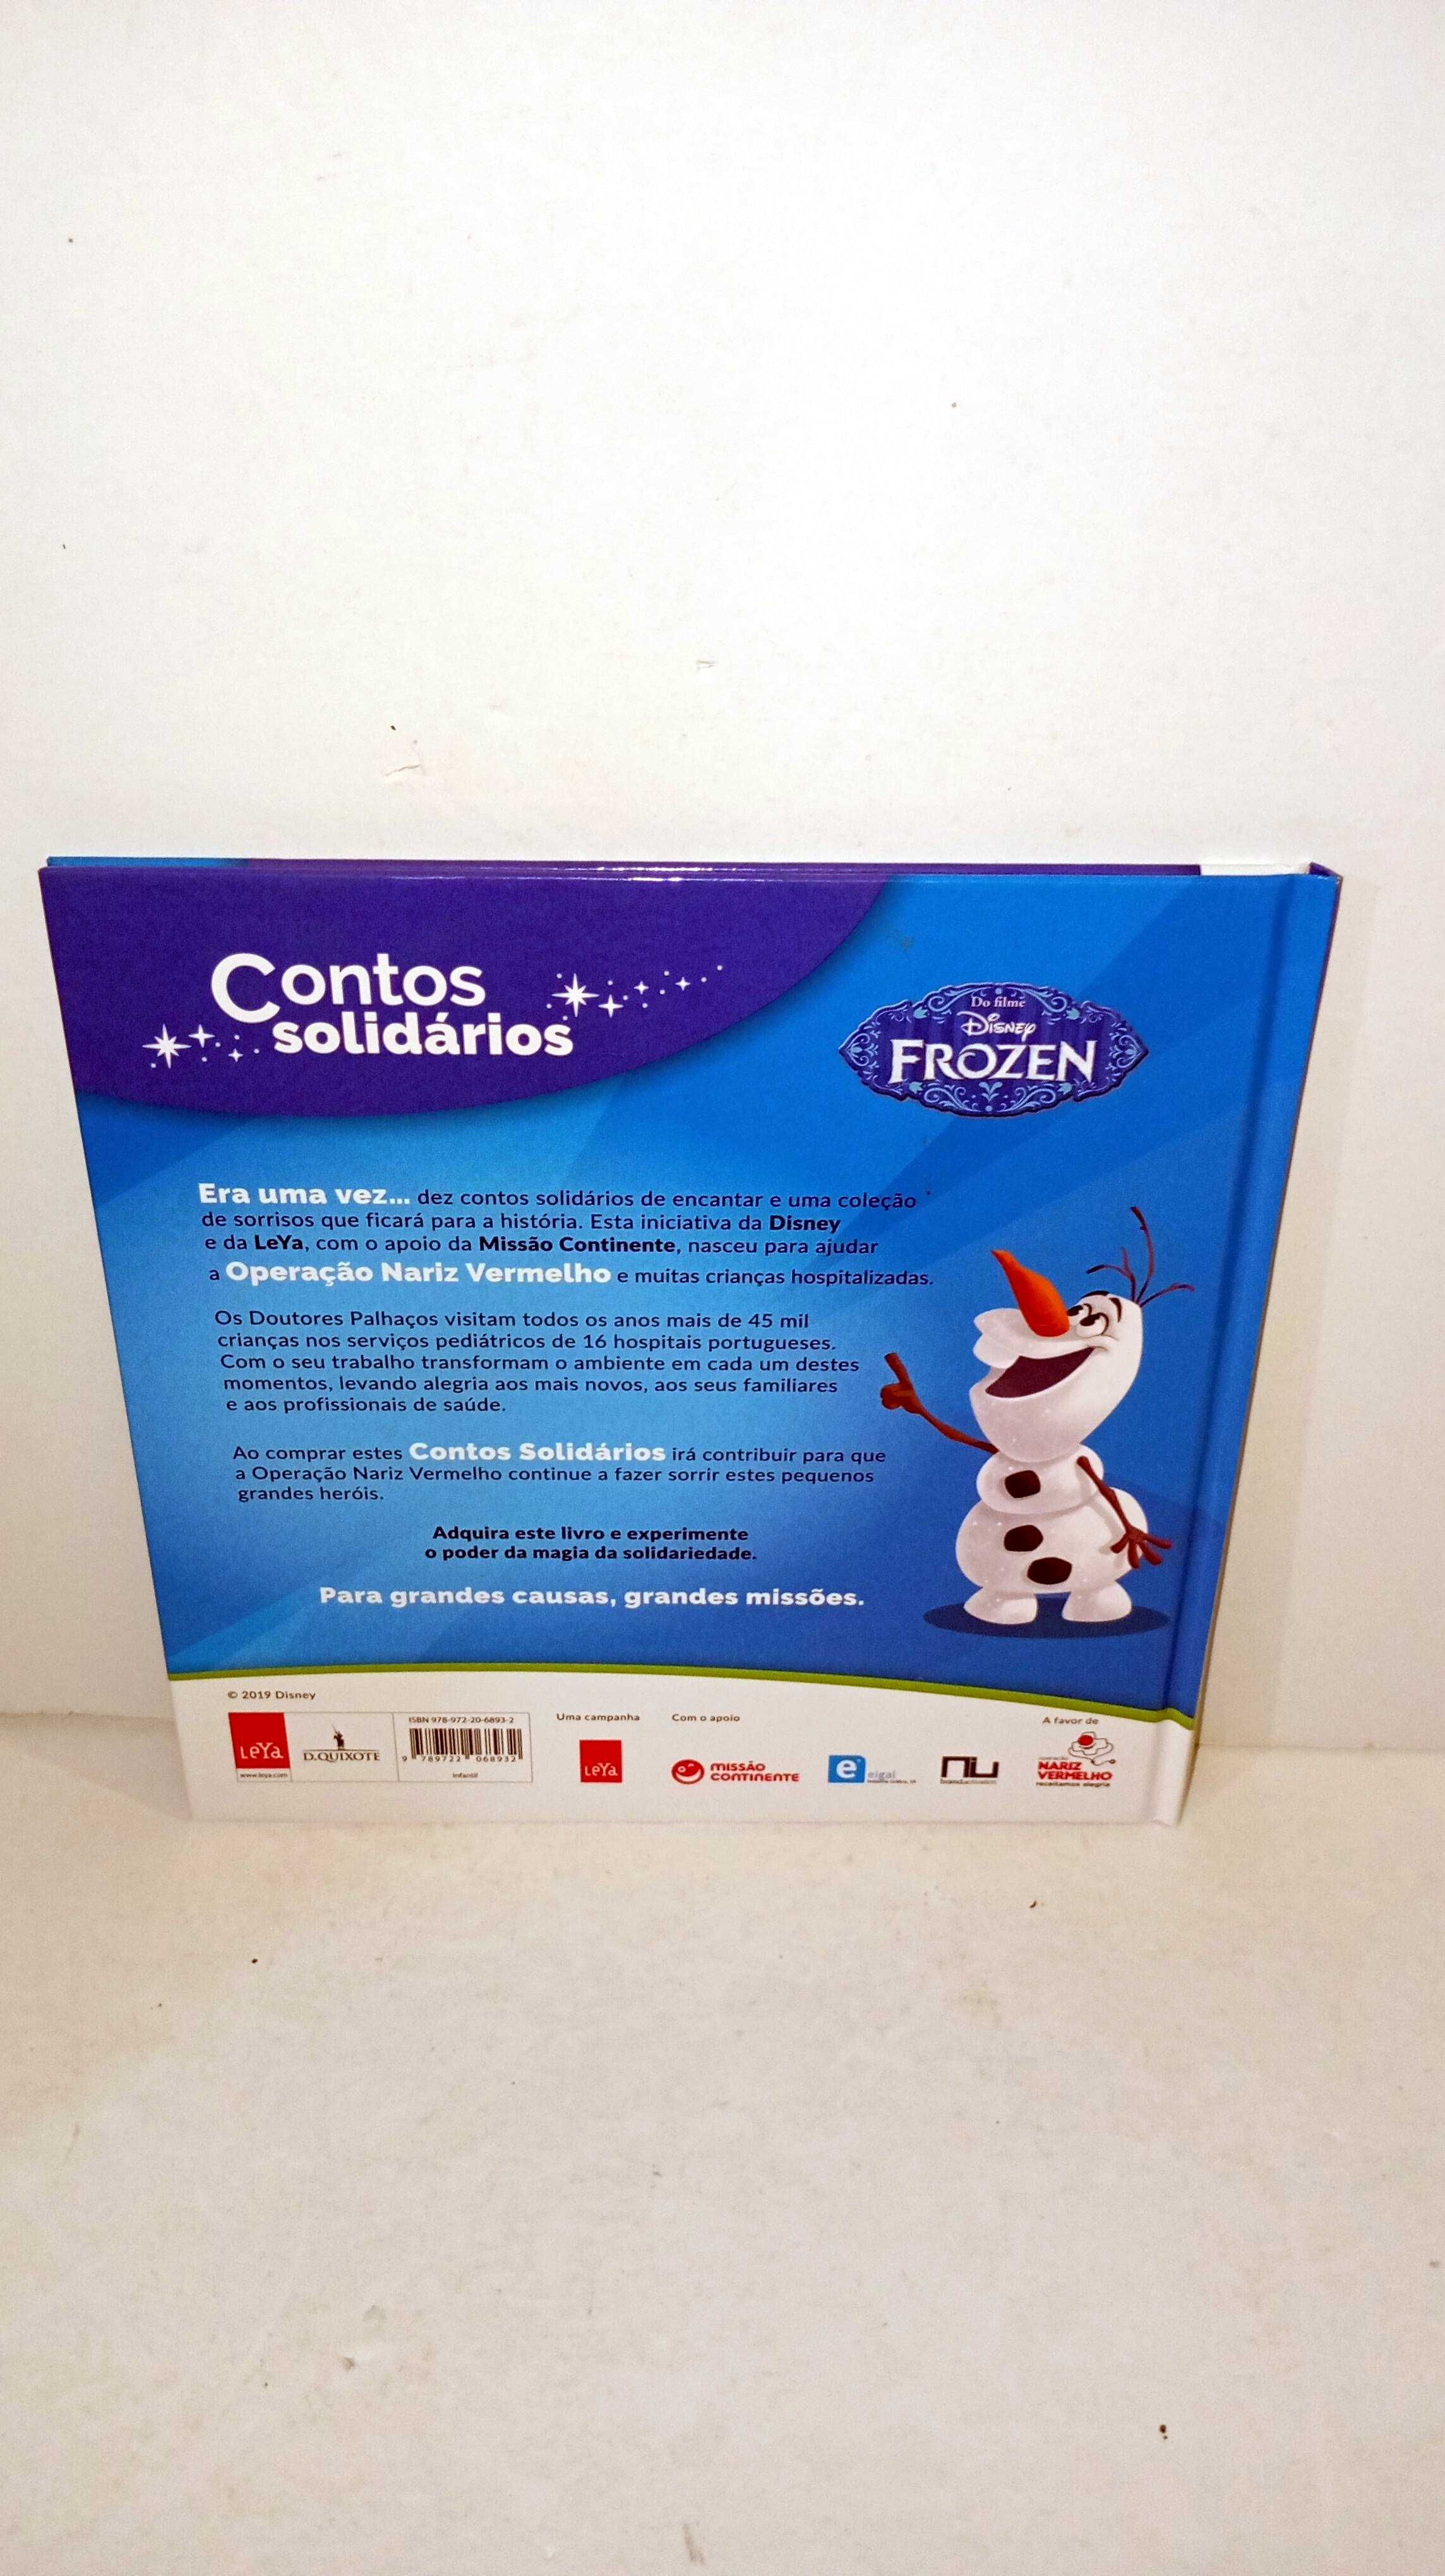 Contos
solidários
Do filme
Disney
FROZEN
Era uma vez... dez contos solidários de encantar e uma coleção
de sorrisos que ficará para a história. Esta iniciativa da Disney
e da LeYa, com o apoio da Missão Continente, nasceu para ajudar
a Operação Nariz Vermelho e muitas crianças hospitalizadas.
Os Doutores Palhaços visitam todos os anos mais de 45 mil
crianças nos serviços pediátricos de 16 hospitais portugueses.
Com o seu trabalho transformam o ambiente em cada um destes
momentos, levando alegria aos mais novos, aos seus familiares
e aos profissionais de saúde.
Ao comprar estes Contos Solidários irá contribuir para que
a Operação Nariz Vermelho continue a fazer sorrir estes pequenos
grandes heróis.
Adquira este livro e experimente
o poder da magia da solidariedade.
Para grandes causas, grandes missões.
© 2019 Disney
LeYa
www.leya.com
D.QUIXOTE
ISBN 978-972-20-6893-2
9 789722 068932
Infantil
Uma campanha
LeYa
Com o apoio
MISSÃO
CONTINENTE
e
eigal
niu
A favor de
OPERAÇÃO
NARIZ
VERMELHO
receitamos alegria